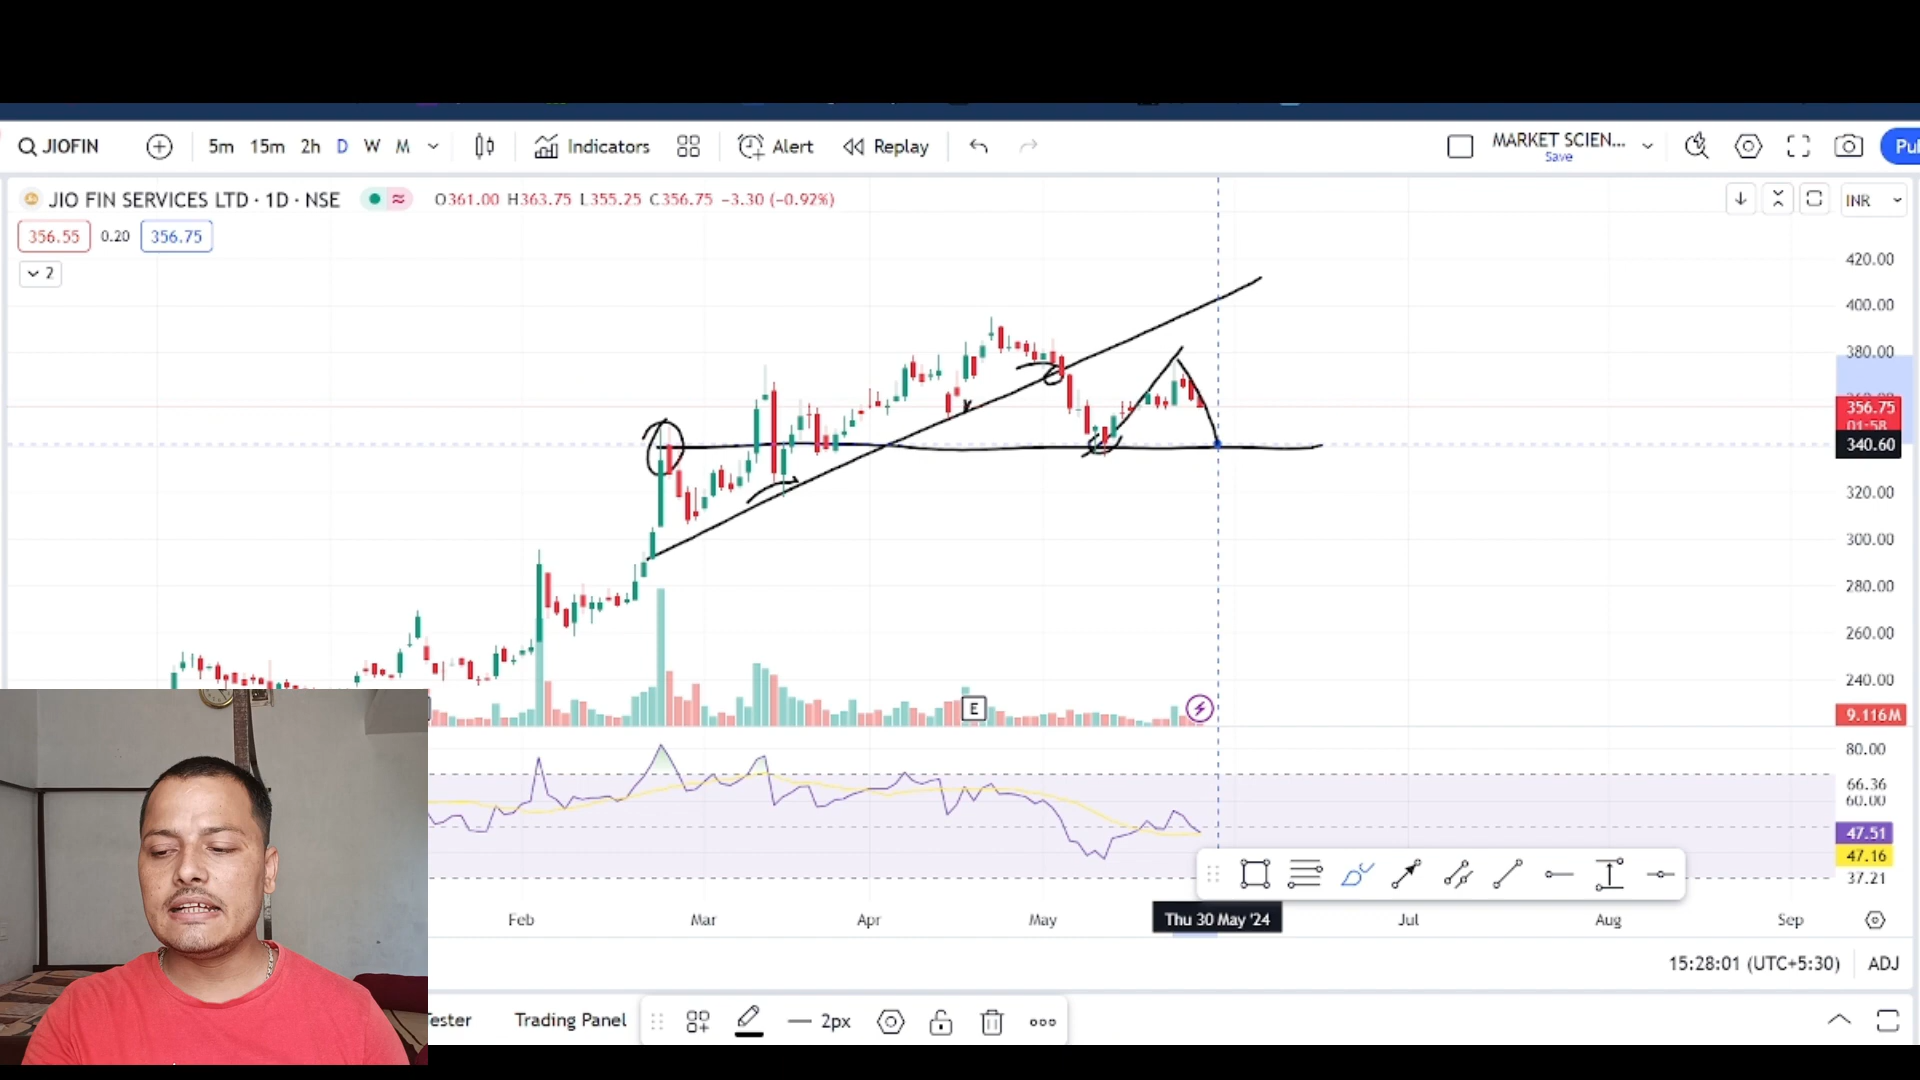 JIOFIN 5m 15m 2h D W M Indicators Alert Replay MARKET SCIEN... Save
JIO FIN SERVICES LTD · 1D · NSE O361.00 H363.75 L355.25 C356.75 −3.30 (−0.92%) INR
356.55 0.20 356.75
2
420.00
400.00
380.00
356.75
01:58
340.60
320.00
300.00
280.00
260.00
240.00
E
9.116M
80.00
66.36
60.00
47.51
47.16
37.21
Feb Mar Apr May Thu 30 May '24 Jul Aug Sep
15:28:01 (UTC+5:30) ADJ
Trading Panel 2px